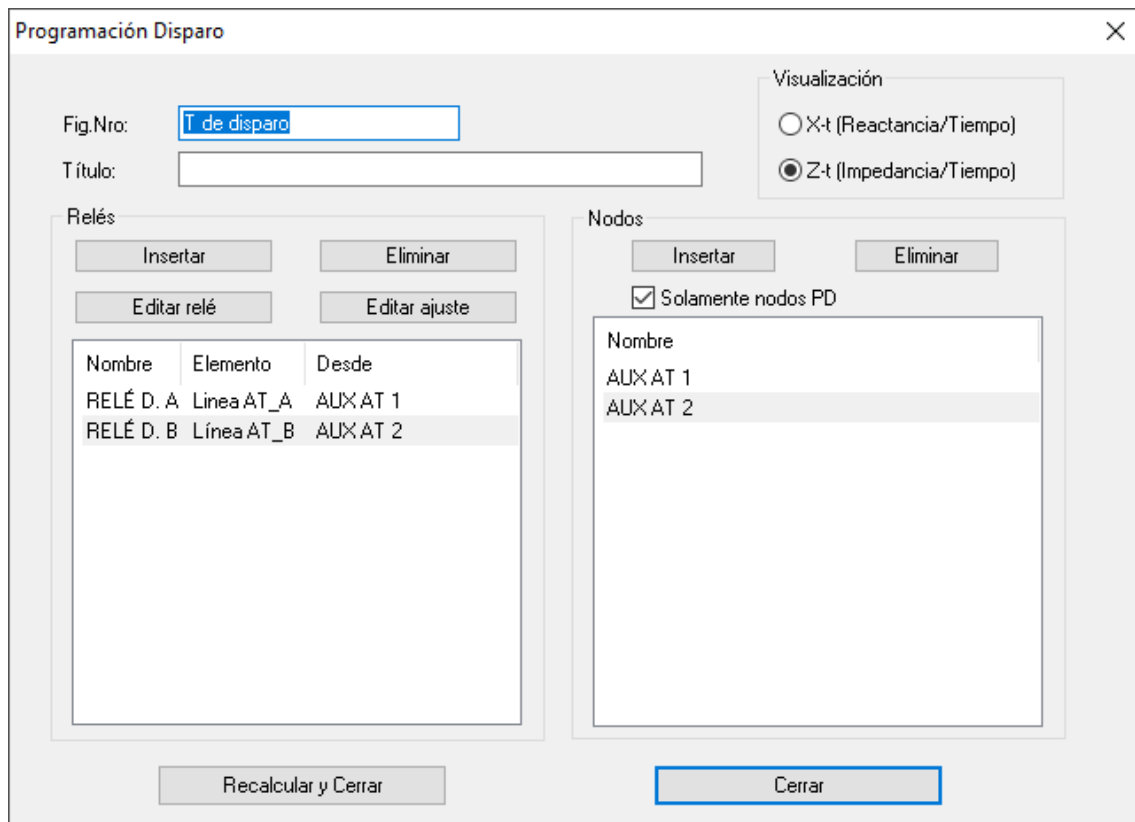 Programación Disparo
Fig.Nro: T de disparo
Título:
Visualización
X-t (Reactancia/Tiempo)
Z-t (Impedancia/Tiempo)
Relés
Insertar Eliminar
Editar relé Editar ajuste
Nombre Elemento Desde
RELÉ D. A Linea AT_A AUX AT 1
RELÉ D. B Línea AT_B AUX AT 2
Nodos
Insertar Eliminar
Solamente nodos PD
Nombre
AUX AT 1
AUX AT 2
Recalcular y Cerrar Cerrar